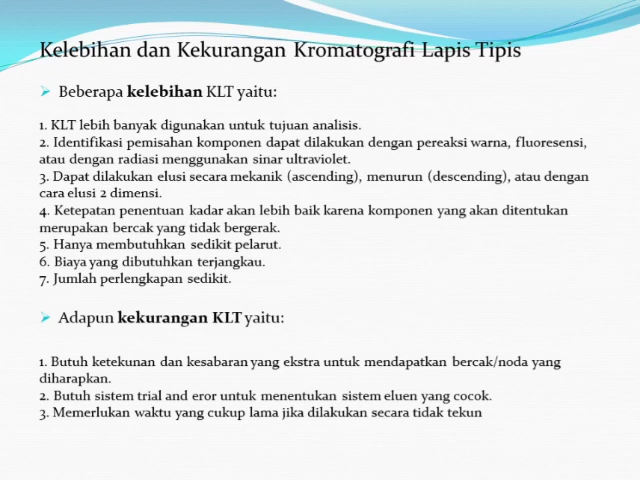 Kelebihan dan Kekurangan Kromatografi Lapis Tipis
Beberapa kelebihan KLT yaitu:
1. KLT lebih banyak digunakan untuk tujuan analisis.
2. Identifikasi pemisahan komponen dapat dilakukan dengan pereaksi warna, fluoresensi,
atau dengan radiasi menggunakan sinar ultraviolet.
3. Dapat dilakukan elusi secara mekanik (ascending), menurun (descending), atau dengan
cara elusi 2 dimensi.
4. Ketepatan penentuan kadar akan lebih baik karena komponen yang akan ditentukan
merupakan bercak yang tidak bergerak.
5. Hanya membutuhkan sedikit pelarut.
6. Biaya yang dibutuhkan terjangkau.
7. Jumlah perlengkapan sedikit.
Adapun kekurangan KLT yaitu:
1. Butuh ketekunan dan kesabaran yang ekstra untuk mendapatkan bercak/noda yang
diharapkan.
2. Butuh sistem trial and eror untuk menentukan sistem eluen yang cocok.
3. Memerlukan waktu yang cukup lama jika dilakukan secara tidak tekun